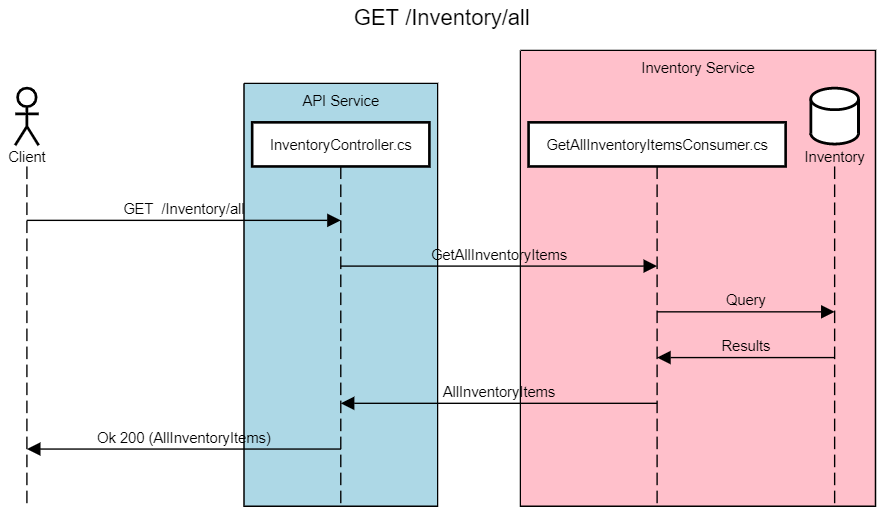 GET /Inventory/all
Inventory Service
API Service
InventoryController.cs
GetAllInventoryItemsConsumer.cs
Client
Inventory
GET /Inventory/all
GetAllInventoryItems
Query
Results
AllInventoryItems
Ok 200 (AllInventoryItems)